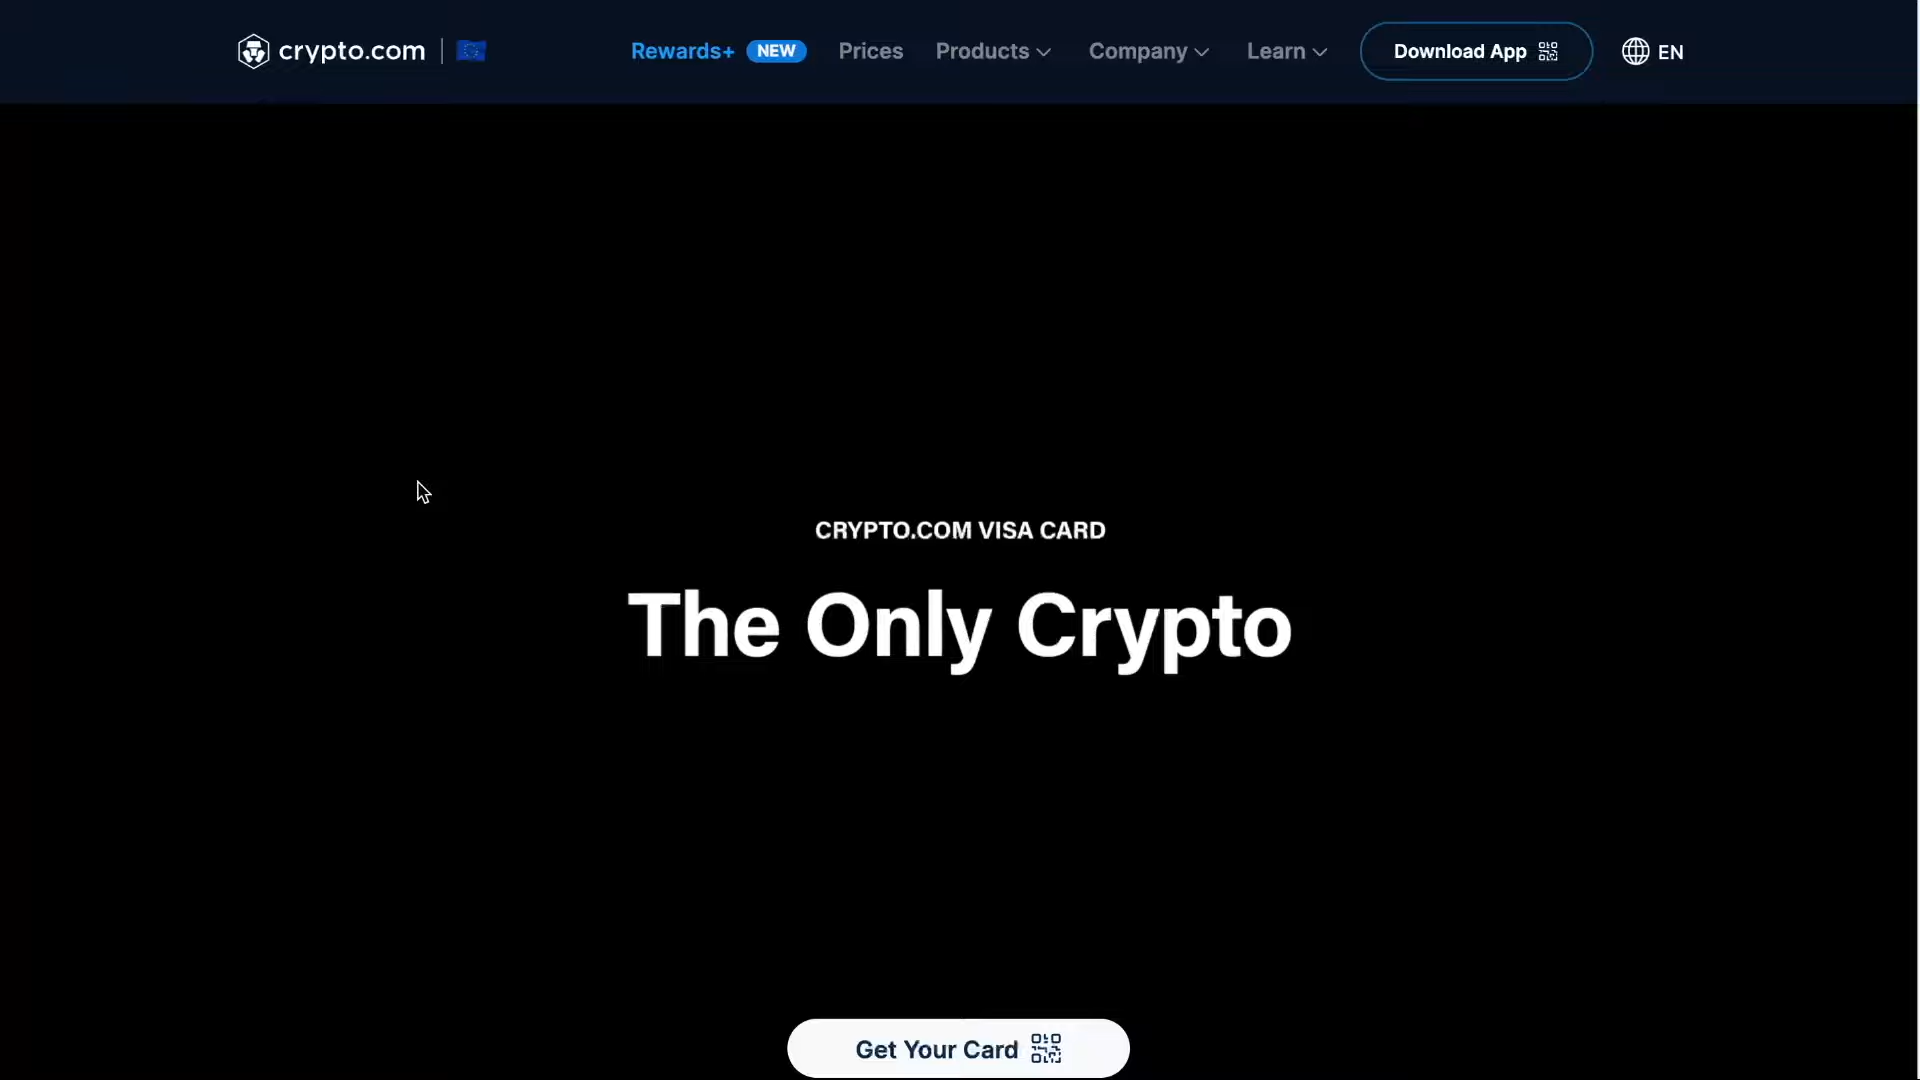 crypto.com
Rewards+ NEW Prices Products Company Learn Download App EN
CRYPTO.COM VISA CARD
The Only Crypto
Get Your Card